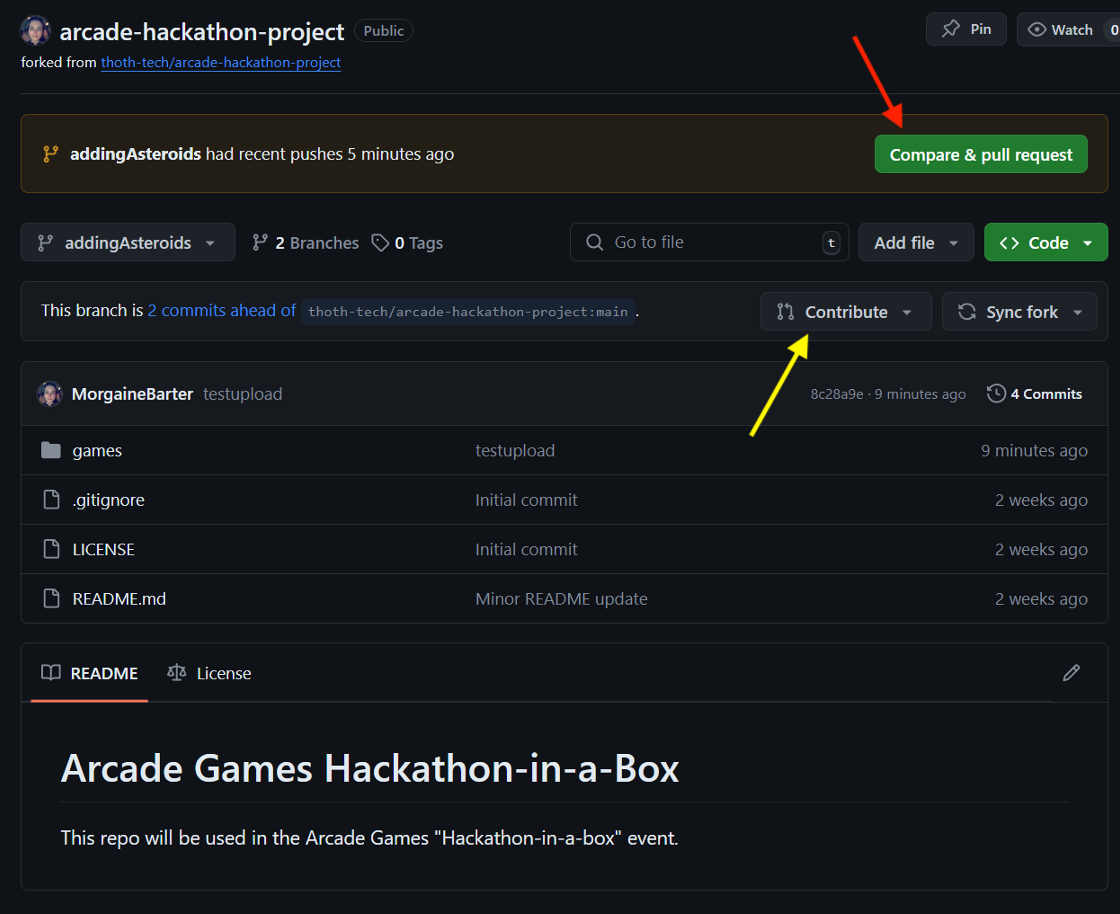 arcade-hackathon-project Public Pin Watch 0
forked from thoth-tech/arcade-hackathon-project
addingAsteroids had recent pushes 5 minutes ago Compare & pull request
addingAsteroids 2 Branches 0 Tags Go to file t Add file <> Code
This branch is 2 commits ahead of thoth-tech/arcade-hackathon-project:main . Contribute Sync fork
MorgaineBarter testupload 8c28a9e · 9 minutes ago 4 Commits
games testupload 9 minutes ago
.gitignore Initial commit 2 weeks ago
LICENSE Initial commit 2 weeks ago
README.md Minor README update 2 weeks ago
README License
Arcade Games Hackathon-in-a-Box
This repo will be used in the Arcade Games "Hackathon-in-a-box" event.